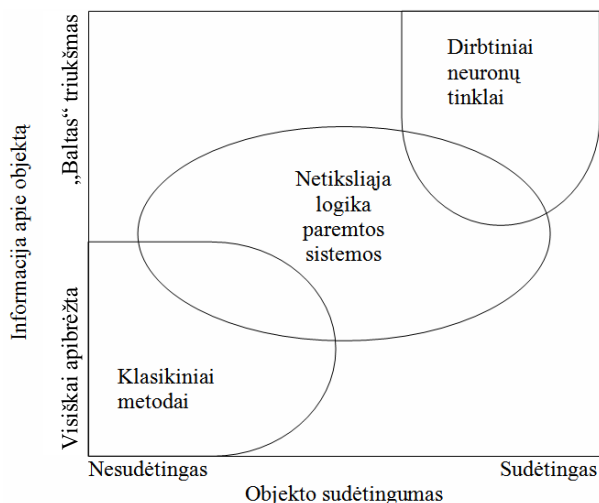 Informacija apie objektą
„Baltas“ triukšmas
Visiškai apibrėžta
Dirbtiniai
neuronų
tinklai
Netiksliąja
logika
paremtos
sistemos
Klasikiniai
metodai
Nesudėtingas
Sudėtingas
Objekto sudėtingumas